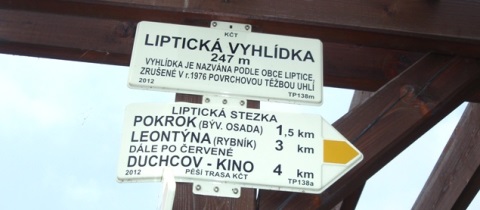 KČT
LIPTICKÁ VYHLÍDKA
247 m
VYHLÍDKA JE NAZVÁNA PODLE OBCE LIPTICE,
ZRUŠENÉ V r.1976 POVRCHOVOU TĚŽBOU UHLÍ
2012 TP138m
LIPTICKÁ STEZKA
POKROK (BÝV. OSADA) 1,5 km
LEONTÝNA (RYBNÍK) 3 km
DÁLE PO ČERVENÉ
DUCHCOV - KINO 4 km
2012 PĚŠÍ TRASA KČT TP138a